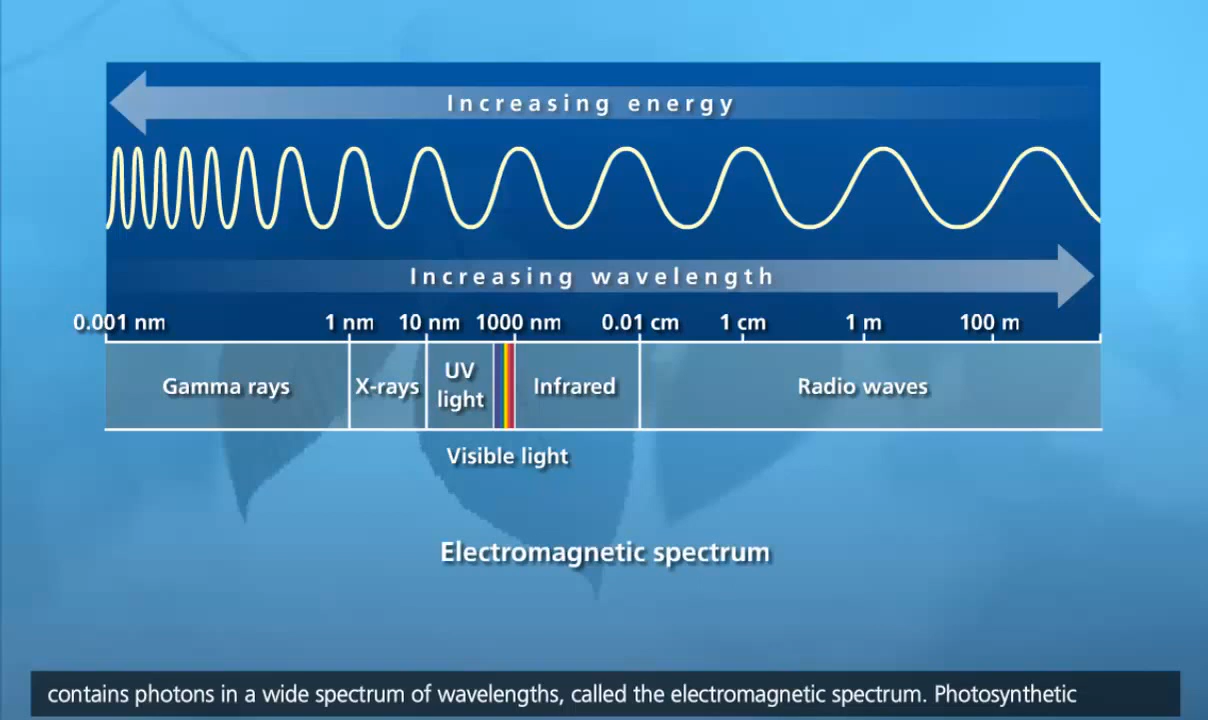 Increasing energy
Increasing wavelength
0.001 nm 1 nm 10 nm 1000 nm 0.01 cm 1 cm 1 m 100 m
Gamma rays X-rays UV light Infrared Radio waves
Visible light
Electromagnetic spectrum
contains photons in a wide spectrum of wavelengths, called the electromagnetic spectrum. Photosynthetic